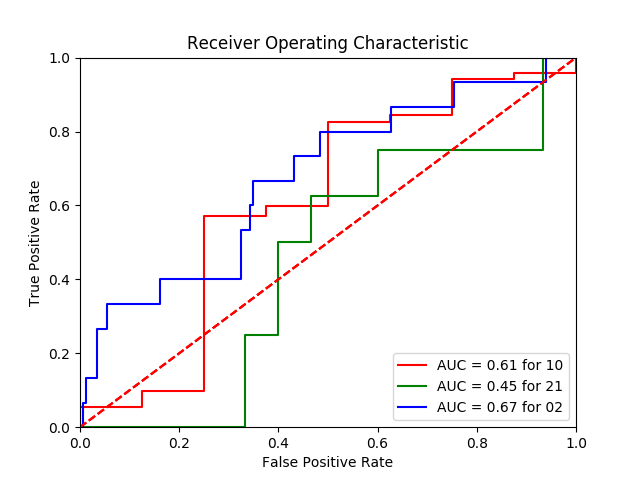 Receiver Operating Characteristic
1.0
0.8
0.6
0.4
0.2
0.0
True Positive Rate
AUC = 0.61 for 10
AUC = 0.45 for 21
AUC = 0.67 for 02
0.0 0.2 0.4 0.6 0.8 1.0
False Positive Rate